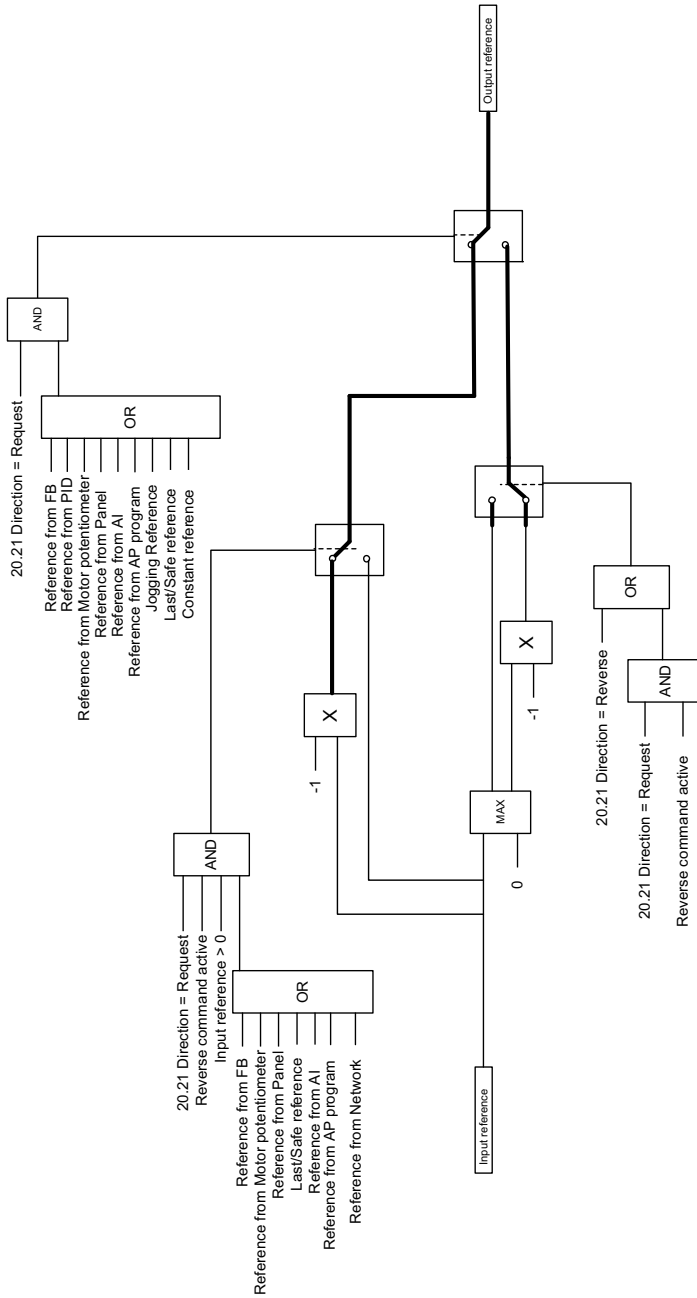 20.21 Direction = Request
AND
Reference from FB
Reference from PID
Reference from Motor potentiometer
Reference from Panel
Reference from AI
Reference from AP program
Jogging Reference
Last/Safe reference
Constant reference
OR
20.21 Direction = Request
Reverse command active
Input reference > 0
AND
Reference from FB
Reference from Motor potentiometer
Reference from Panel
Last/Safe reference
Reference from AI
Reference from AP program
Reference from Network
OR
-1
X
Input reference
MAX
0
-1
X
20.21 Direction = Reverse
OR
20.21 Direction = Request
Reverse command active
AND
Output reference